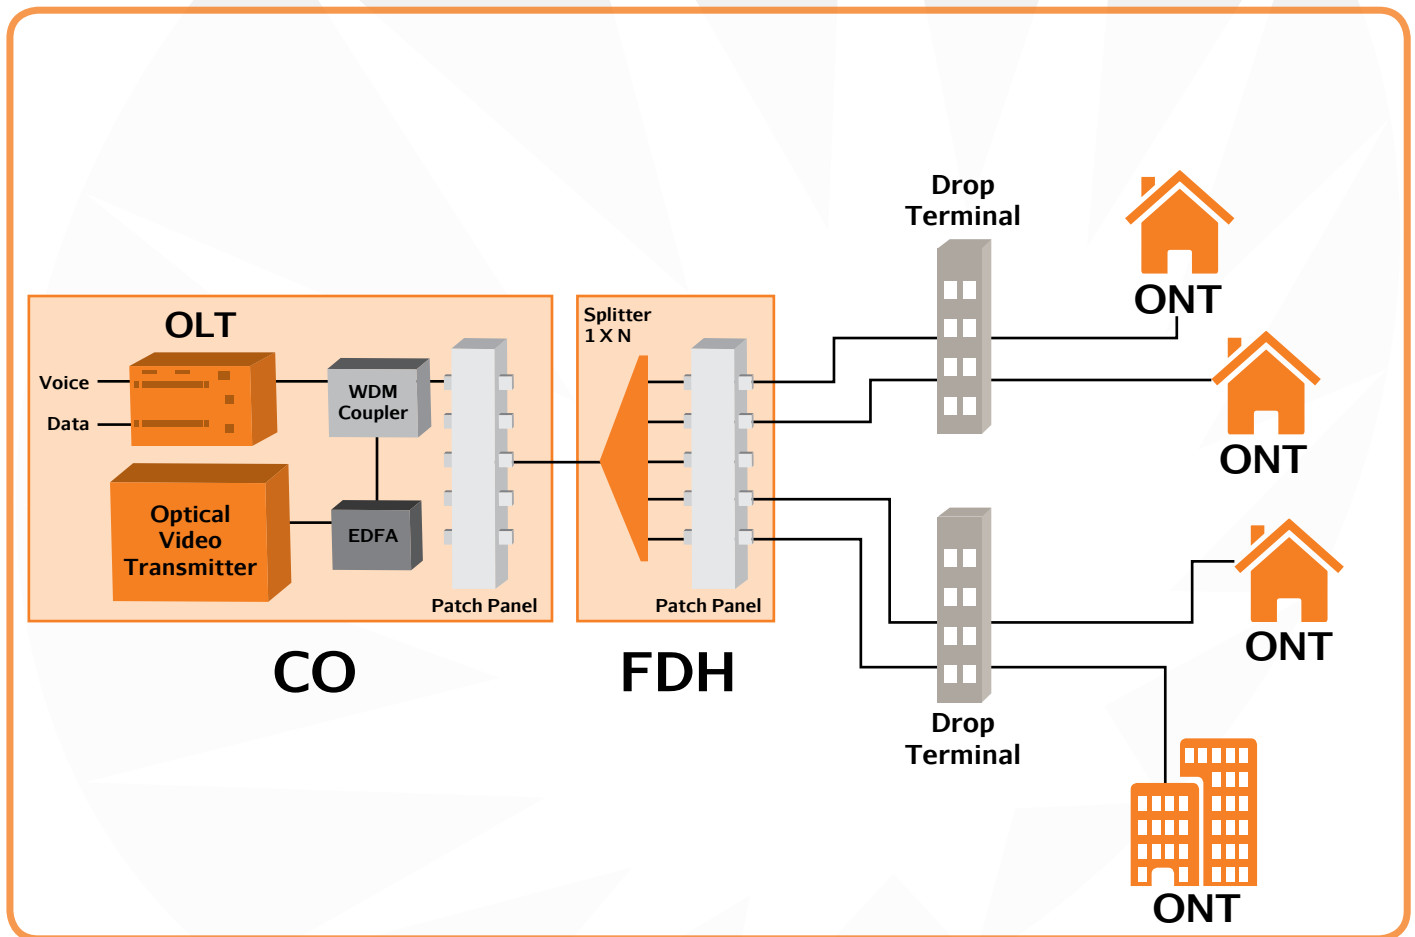 Drop
Terminal
ONT
OLT
Splitter
1 X N
Voice
WDM
Coupler
Data
ONT
Optical
Video
Transmitter
EDFA
Patch Panel
Patch Panel
CO
FDH
ONT
Drop
Terminal
ONT